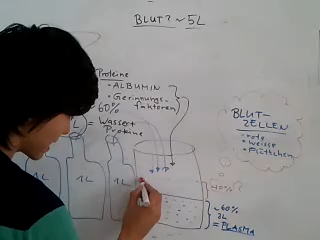 BLUT? ~ 5L
Proteine
- ALBUMIN
- Gerinnungs-
faktoren
60%
L = Wasser +
Proteine
1L
1L
1L
BLUT-
ZELLEN
- rote
- weisse
- Plättchen
40%
~ 60%
3L
= PLASMA